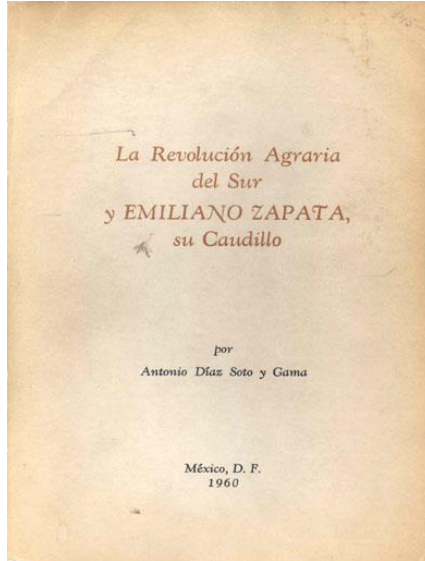 La Revolución Agraria
del Sur
y EMILIANO ZAPATA,
su Caudillo
por
Antonio Díaz Soto y Gama
México, D. F.
1960